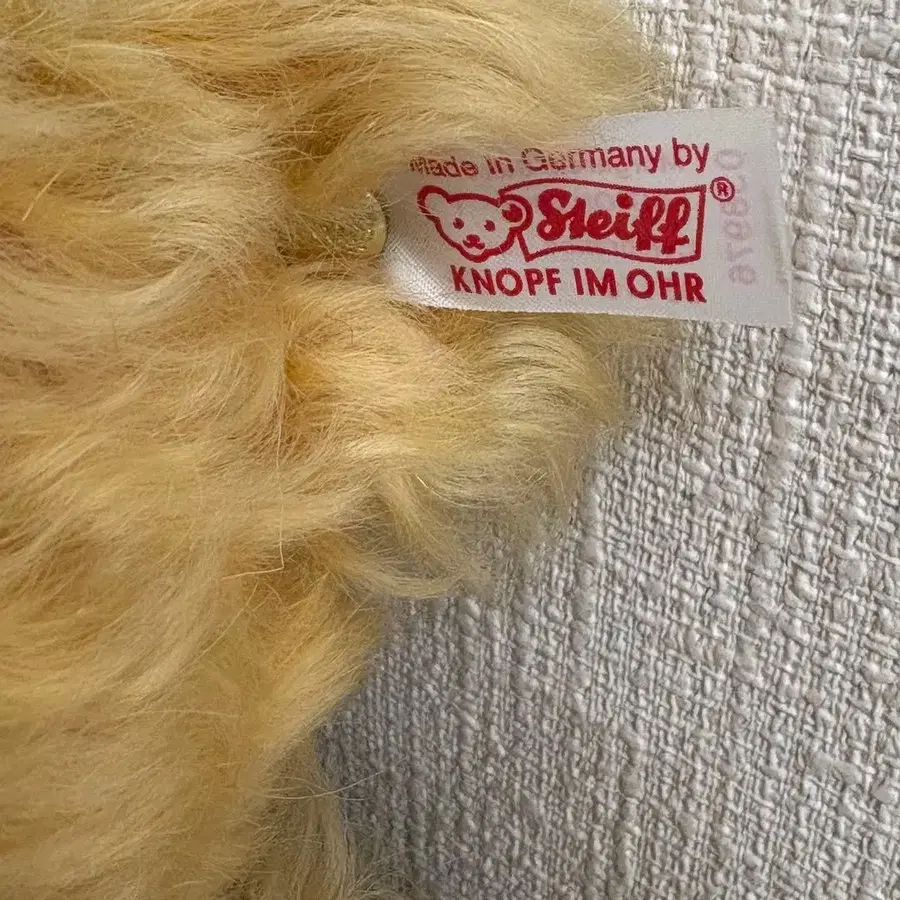 Made in Germany by
Steiff®
KNOPF IM OHR